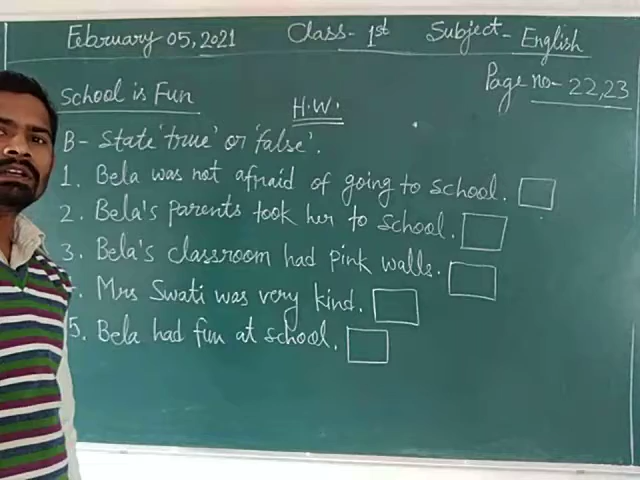 February 05, 2021 Class- 1st Subject- English
Page no- 22,23
School is Fun
H.W.
B- State 'true' or 'false'.
1. Bela was not afraid of going to school.
2. Bela's parents took her to school.
3. Bela's classroom had pink walls.
. Mrs Swati was very kind.
5. Bela had fun at school.